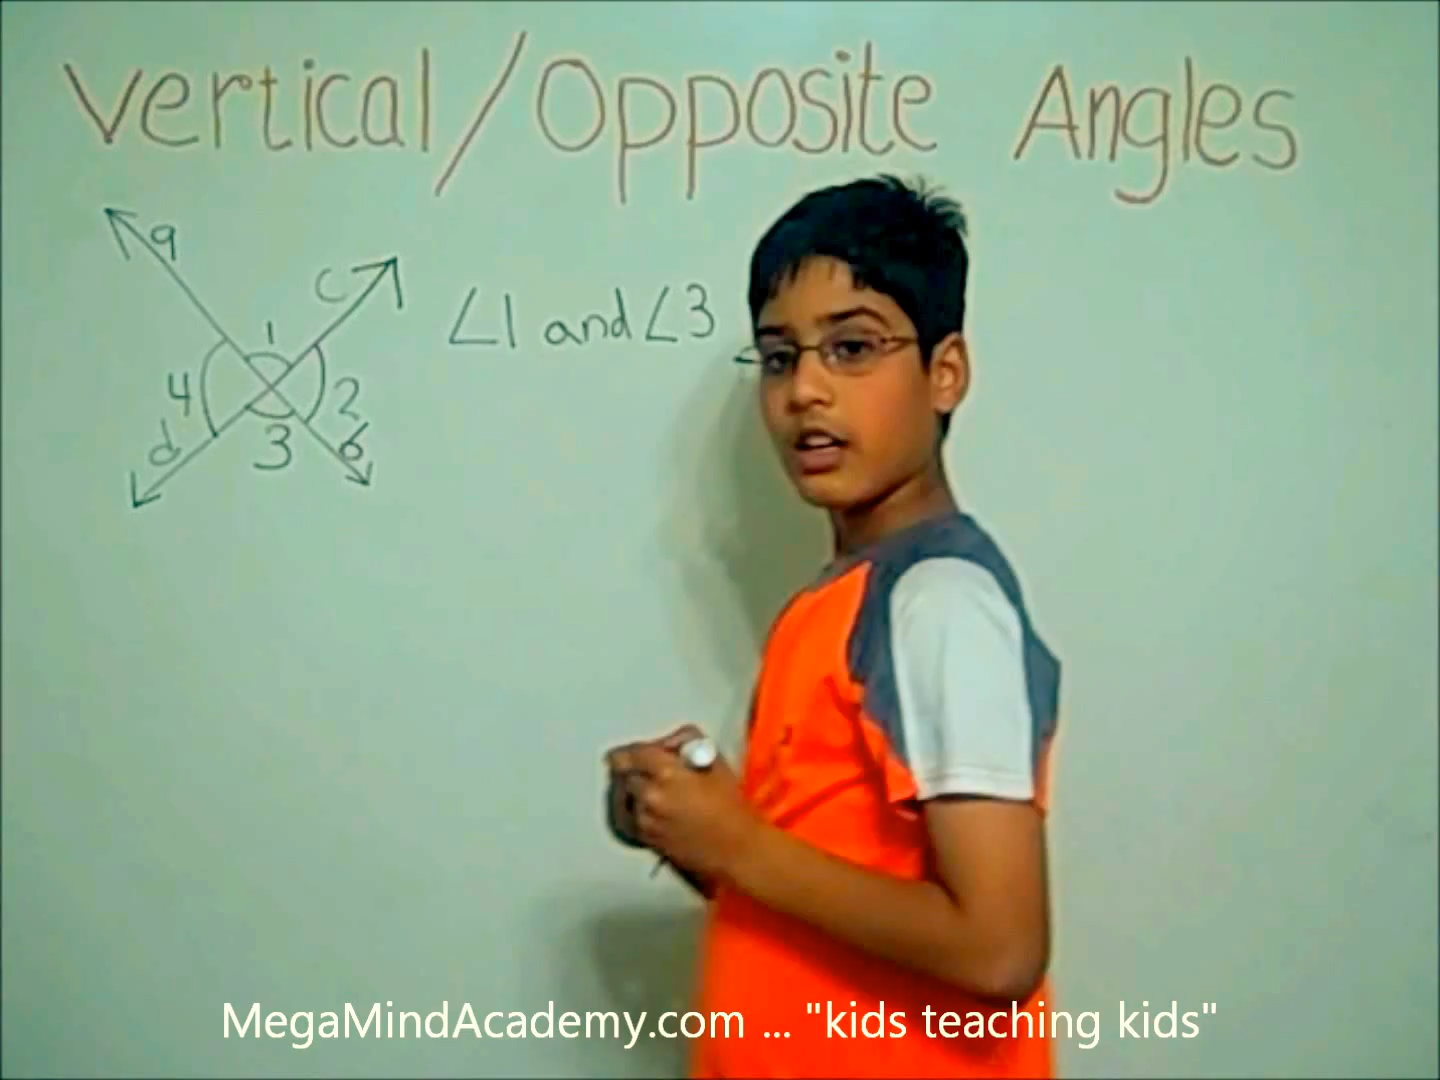 Vertical/Opposite Angles
a
c
∠1 and ∠3
1
4
2
d
3
b
MegaMindAcademy.com ... "kids teaching kids"